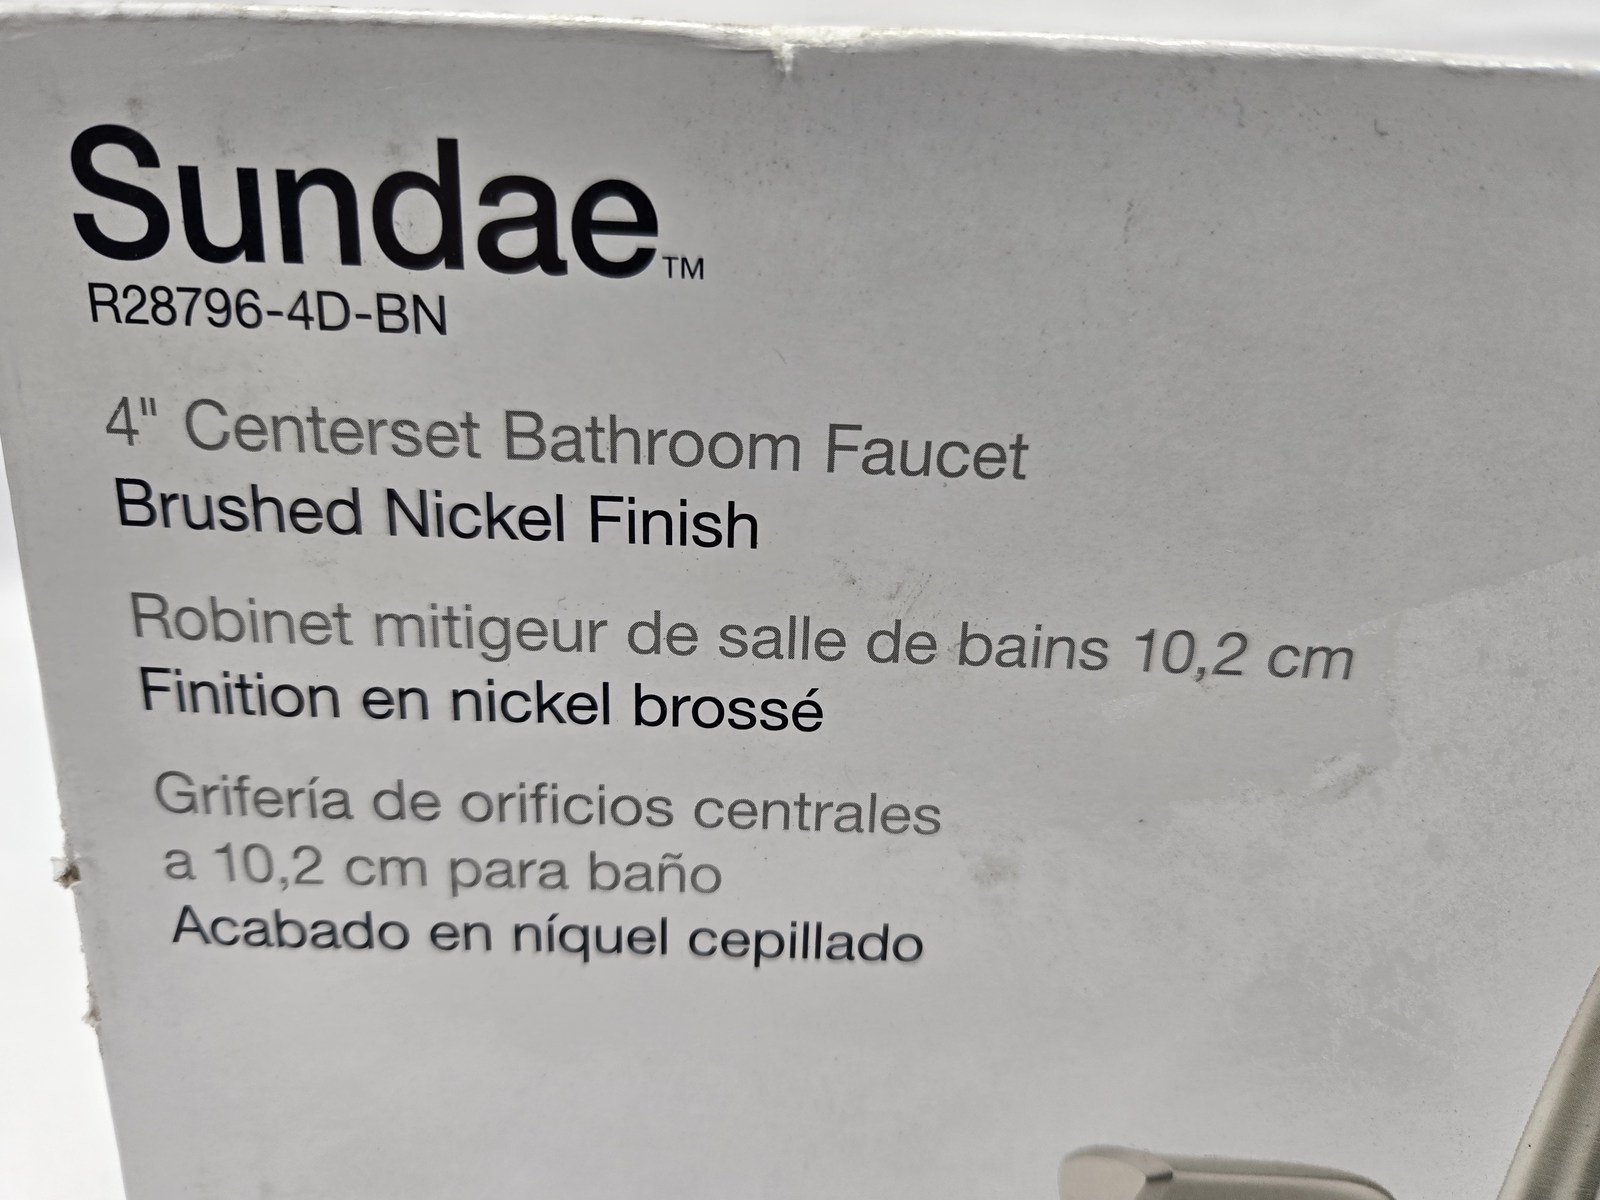 Sundae™
R28796-4D-BN
4" Centerset Bathroom Faucet
Brushed Nickel Finish
Robinet mitigeur de salle de bains 10,2 cm
Finition en nickel brossé
Grifería de orificios centrales
a 10,2 cm para baño
Acabado en níquel cepillado